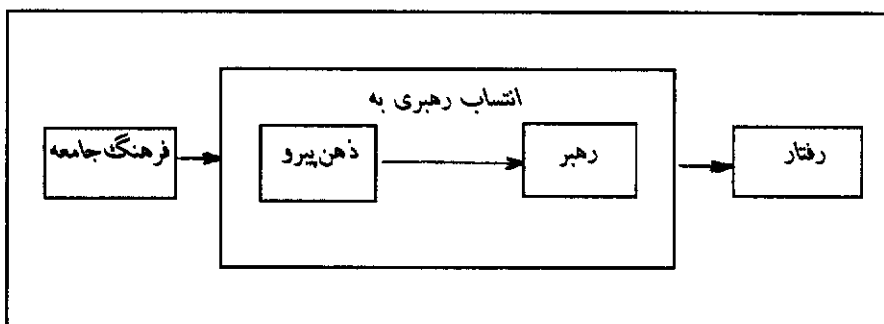 انتساب رهبری به
فرهنگ جامعه
ذهن پیرو
رهبر
رفتار